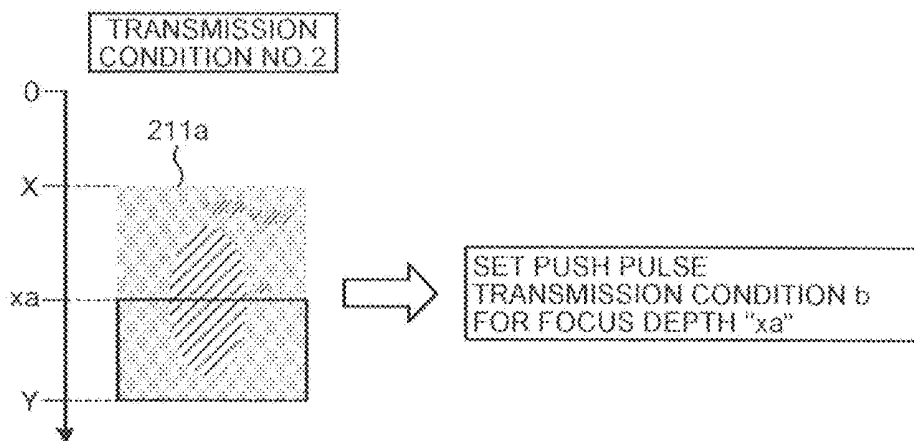 TRANSMISSION
CONDITION NO.2
0
211a
X
xa
Y
SET PUSH PULSE
TRANSMISSION CONDITION b
FOR FOCUS DEPTH "xa"